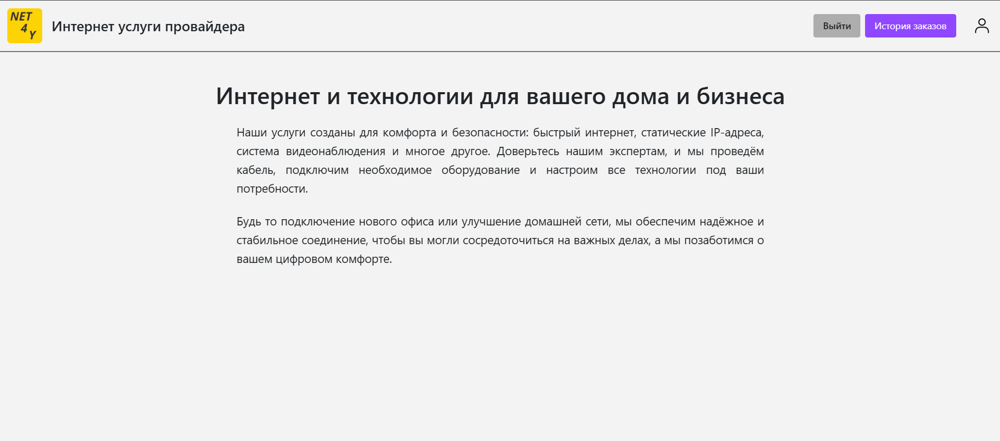 NET
4
Y
Интернет услуги провайдера
Выйти
История заказов
Интернет и технологии для вашего дома и бизнеса
Наши услуги созданы для комфорта и безопасности: быстрый интернет, статические IP-адреса,
система видеонаблюдения и многое другое. Доверьтесь нашим экспертам, и мы проведём
кабель, подключим необходимое оборудование и настроим все технологии под ваши
потребности.
Будь то подключение нового офиса или улучшение домашней сети, мы обеспечим надёжное и
стабильное соединение, чтобы вы могли сосредоточиться на важных делах, а мы позаботимся о
вашем цифровом комфорте.